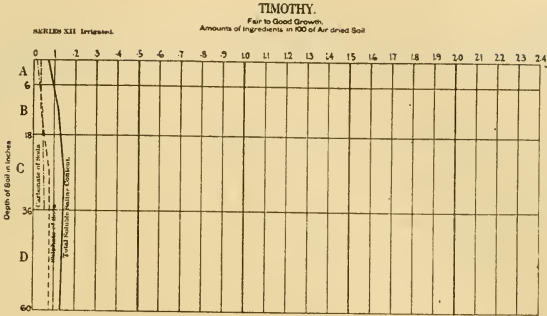 TIMOTHY.
Fair to Good Growth.
Amounts of Ingredients in 100 of Air dried Soil
SERIES XII Irrigated.
0 .1 .2 .3 .4 .5 .6 .7 .8 .9 1.0 1.1 1.2 1.3 1.4 1.5 1.6 1.7 1.8 1.9 2.0 2.1 2.2 2.3 2.4
A
6
B
18
C
36
D
60
Depth of Soil in Inches
Carbonate of Soda
Sulphate of Soda
Total Soluble Saline Content.